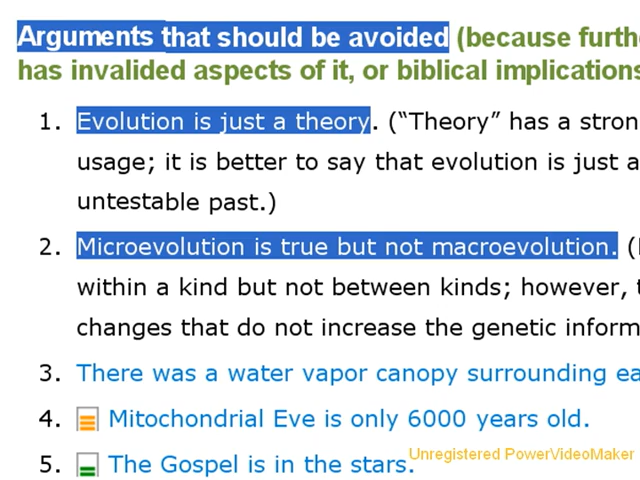 Arguments that should be avoided (because furth
has invalided aspects of it, or biblical implications
1. Evolution is just a theory. (“Theory” has a stron
usage; it is better to say that evolution is just a
untestable past.)
2. Microevolution is true but not macroevolution. (
within a kind but not between kinds; however, t
changes that do not increase the genetic inform
3. There was a water vapor canopy surrounding ea
4. Mitochondrial Eve is only 6000 years old.
5. The Gospel is in the stars.
Unregistered PowerVideoMaker